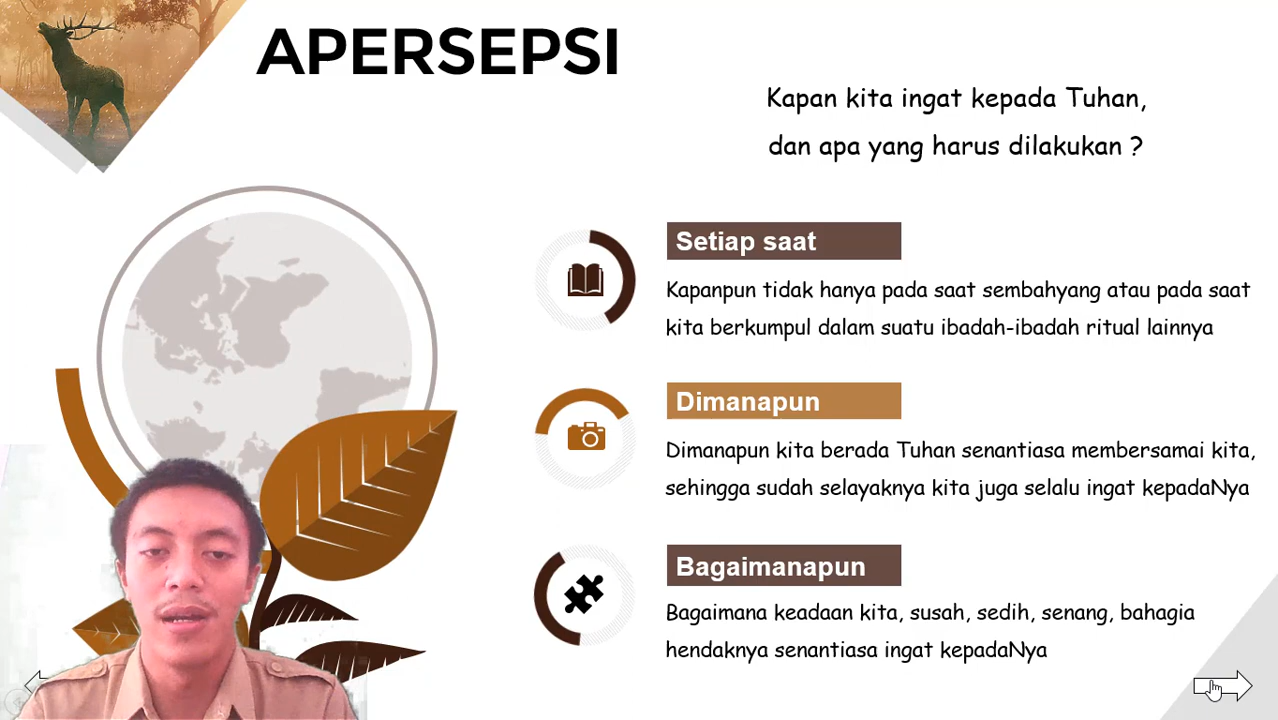 APERSEPSI
Kapan kita ingat kepada Tuhan,
dan apa yang harus dilakukan ?
Setiap saat
Kapanpun tidak hanya pada saat sembahyang atau pada saat
kita berkumpul dalam suatu ibadah-ibadah ritual lainnya
Dimanapun
Dimanapun kita berada Tuhan senantiasa membersamai kita,
sehingga sudah selayaknya kita juga selalu ingat kepadaNya
Bagaimanapun
Bagaimana keadaan kita, susah, sedih, senang, bahagia
hendaknya senantiasa ingat kepadaNya